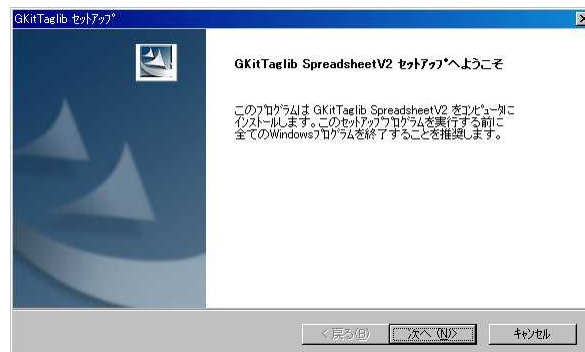 GKitTaglib ｾｯﾄｱｯﾌﾟ
GKitTaglib SpreadsheetV2 ｾｯﾄｱｯﾌﾟへようこそ
このﾌﾟﾛｸﾞﾗﾑは GKitTaglib SpreadsheetV2 をｺﾝﾋﾟｭｰﾀに
ｲﾝｽﾄｰﾙします。このｾｯﾄｱｯﾌﾟﾌﾟﾛｸﾞﾗﾑを実行する前に
全てのWindowsﾌﾟﾛｸﾞﾗﾑを終了することを推奨します。
< 戻る(B)
次へ (N)>
ｷｬﾝｾﾙ